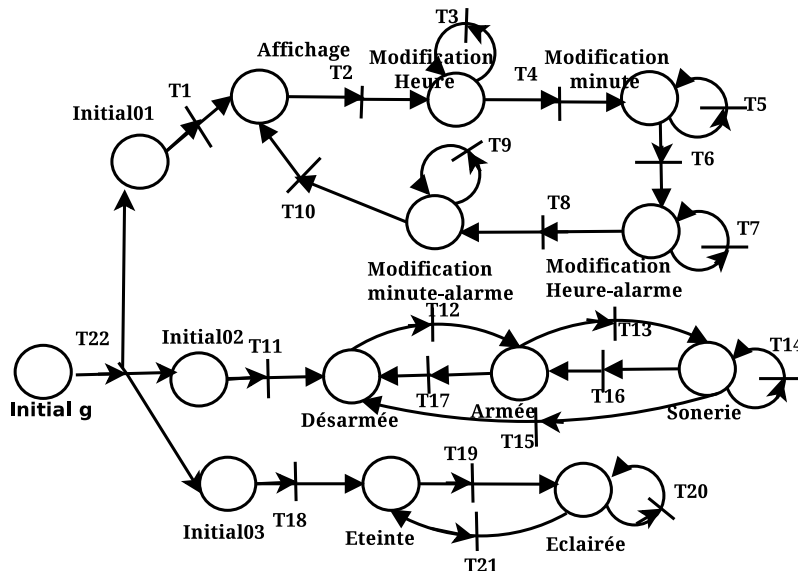 T3
Affichage
Modification
Heure
Modification
minute
T2
T4
T1
Initial01
T5
T9
T6
T10
T8
T7
Modification
minute-alarme
Modification
Heure-alarme
T12
T13
T22
Initial02
T11
T14
Initial g
T17
T16
Désarmée
Armée
Sonerie
T15
T19
T20
T18
Initial03
Eteinte
Eclairée
T21